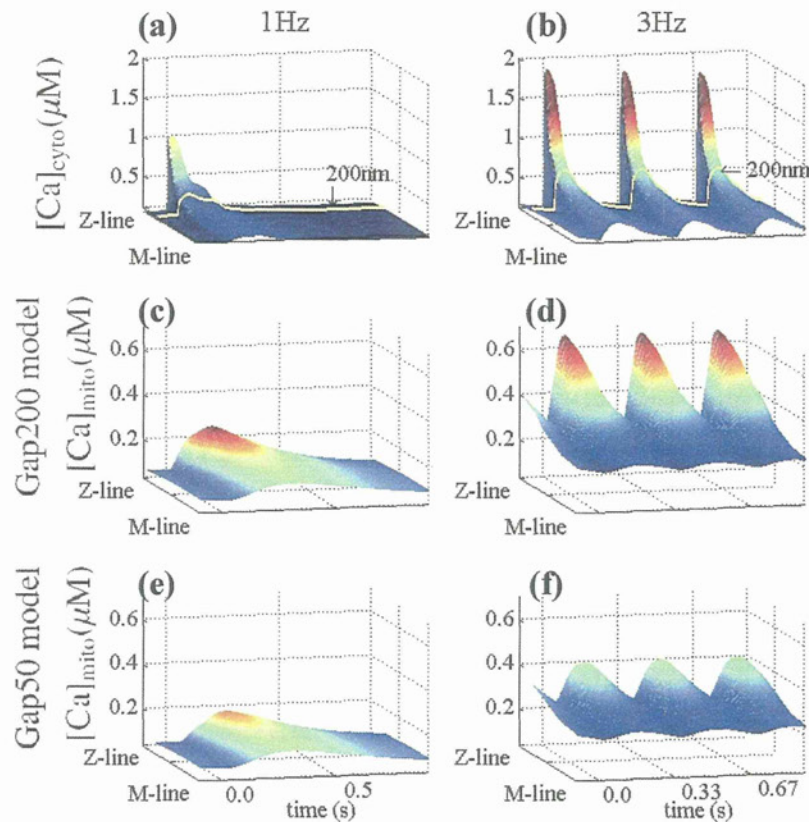 (a) 1Hz
(b) 3Hz
[Ca]cyto (μM)
2
1.5
1
0.5
200nm
Z-line
M-line
2
1.5
1
0.5
200nm
Z-line
M-line
Gap200 model
[Ca]mito (μM)
(c)
0.6
0.4
0.2
Z-line
M-line
(d)
0.6
0.4
0.2
Z-line
M-line
Gap50 model
[Ca]mito (μM)
(e)
0.6
0.4
0.2
Z-line
M-line
0.0
0.5
time (s)
(f)
0.6
0.4
0.2
Z-line
M-line
0.0
0.33
0.67
time (s)